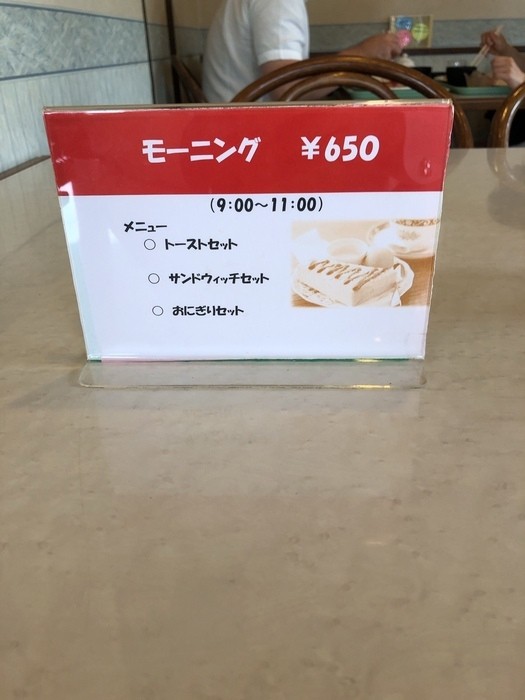 モーニング ￥650
(9:00～11:00)
メニュー
○ トーストセット
○ サンドウィッチセット
○ おにぎりセット